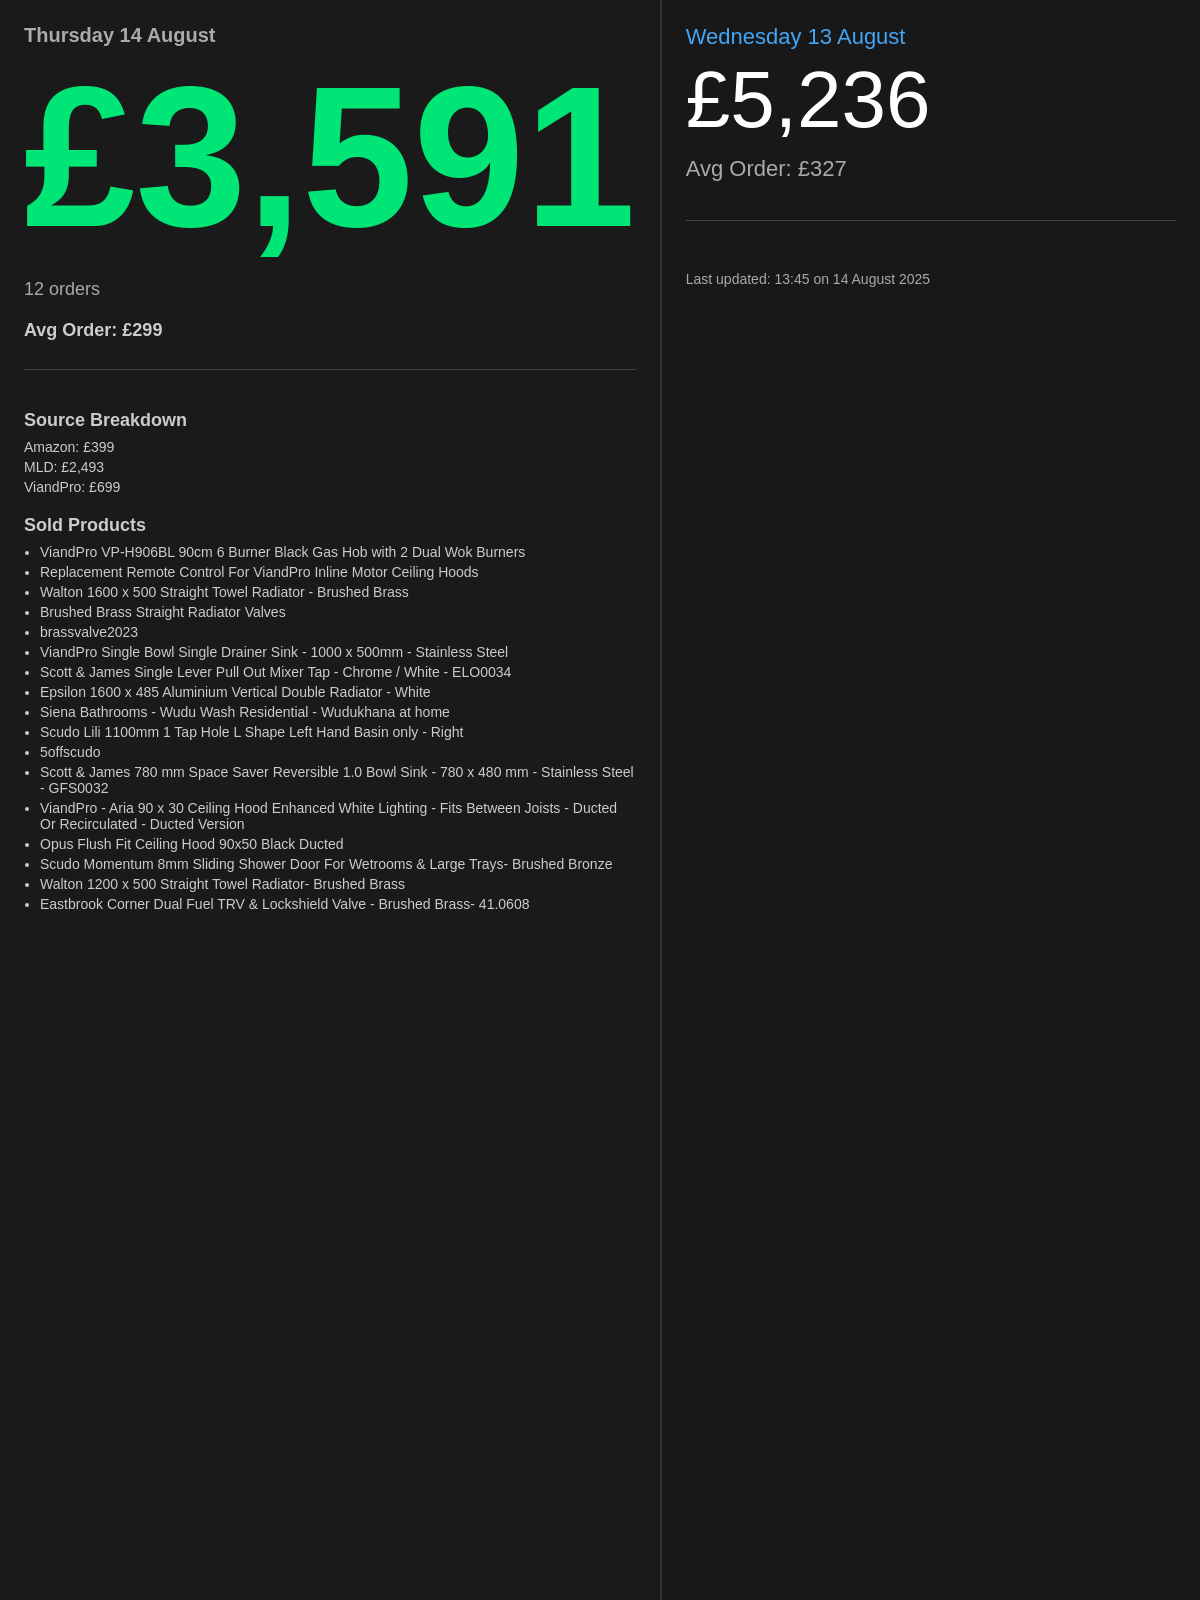 Thursday 14 August
£3,591
12 orders
Avg Order: £299
Source Breakdown
Amazon: £399
MLD: £2,493
ViandPro: £699
Sold Products
• ViandPro VP-H906BL 90cm 6 Burner Black Gas Hob with 2 Dual Wok Burners
• Replacement Remote Control For ViandPro Inline Motor Ceiling Hoods
• Walton 1600 x 500 Straight Towel Radiator - Brushed Brass
• Brushed Brass Straight Radiator Valves
• brassvalve2023
• ViandPro Single Bowl Single Drainer Sink - 1000 x 500mm - Stainless Steel
• Scott & James Single Lever Pull Out Mixer Tap - Chrome / White - ELO0034
• Epsilon 1600 x 485 Aluminium Vertical Double Radiator - White
• Siena Bathrooms - Wudu Wash Residential - Wudukhana at home
• Scudo Lili 1100mm 1 Tap Hole L Shape Left Hand Basin only - Right
• 5offscudo
• Scott & James 780 mm Space Saver Reversible 1.0 Bowl Sink - 780 x 480 mm - Stainless Steel
- GFS0032
• ViandPro - Aria 90 x 30 Ceiling Hood Enhanced White Lighting - Fits Between Joists - Ducted
Or Recirculated - Ducted Version
• Opus Flush Fit Ceiling Hood 90x50 Black Ducted
• Scudo Momentum 8mm Sliding Shower Door For Wetrooms & Large Trays- Brushed Bronze
• Walton 1200 x 500 Straight Towel Radiator- Brushed Brass
• Eastbrook Corner Dual Fuel TRV & Lockshield Valve - Brushed Brass- 41.0608
Wednesday 13 August
£5,236
Avg Order: £327
Last updated: 13:45 on 14 August 2025